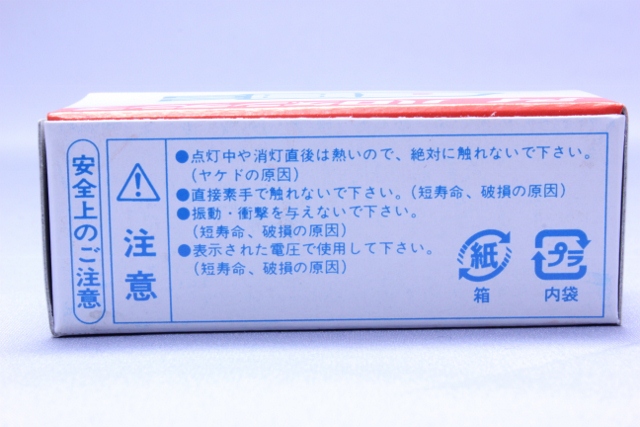 安全上のご注意
注意
●点灯中や消灯直後は熱いので、絶対に触れないで下さい。
(ヤケドの原因)
●直接素手で触れないで下さい。(短寿命、破損の原因)
●振動・衝撃を与えないで下さい。
(短寿命、破損の原因)
●表示された電圧で使用して下さい。
(短寿命、破損の原因)
紙
箱
プラ
内袋